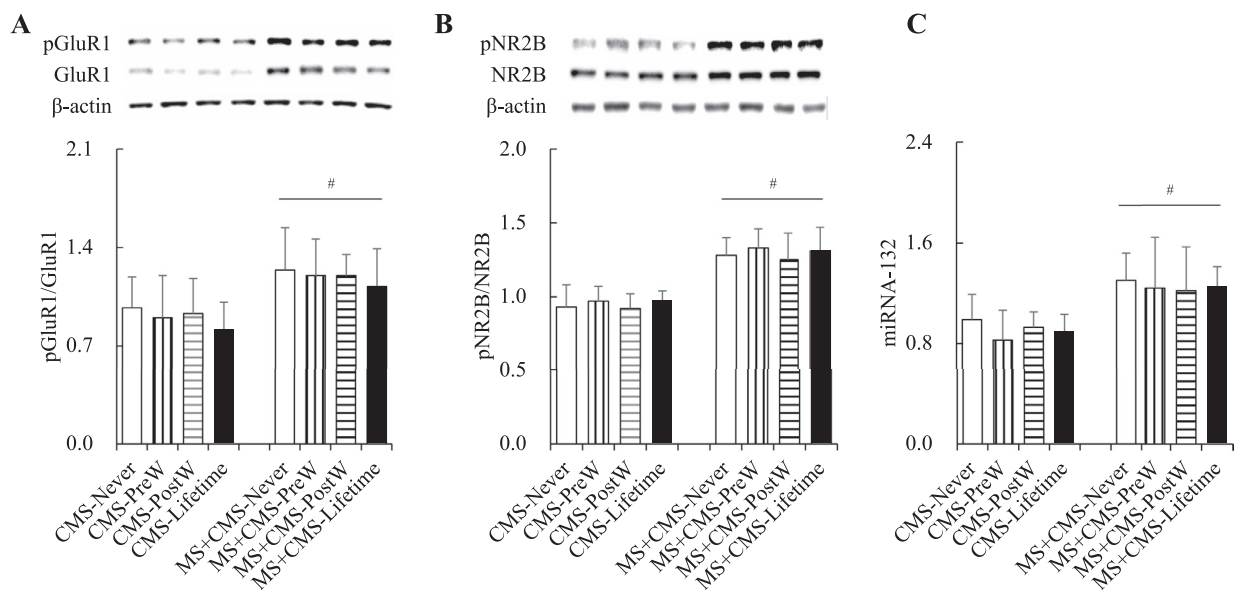 A
pGluR1
GluR1
β-actin
2.1
1.4
0.7
0.0
pGluR1/GluR1
#
CMS-Never
CMS-PreW
CMS-PostW
CMS-Lifetime
MS+CMS-Never
MS+CMS-PreW
MS+CMS-PostW
MS+CMS-Lifetime
B
pNR2B
NR2B
β-actin
2.0
1.5
1.0
0.5
0.0
pNR2B/NR2B
#
CMS-Never
CMS-PreW
CMS-PostW
CMS-Lifetime
MS+CMS-Never
MS+CMS-PreW
MS+CMS-PostW
MS+CMS-Lifetime
C
2.4
1.6
0.8
0.0
miRNA-132
#
CMS-Never
CMS-PreW
CMS-PostW
CMS-Lifetime
MS+CMS-Never
MS+CMS-PreW
MS+CMS-PostW
MS+CMS-Lifetime